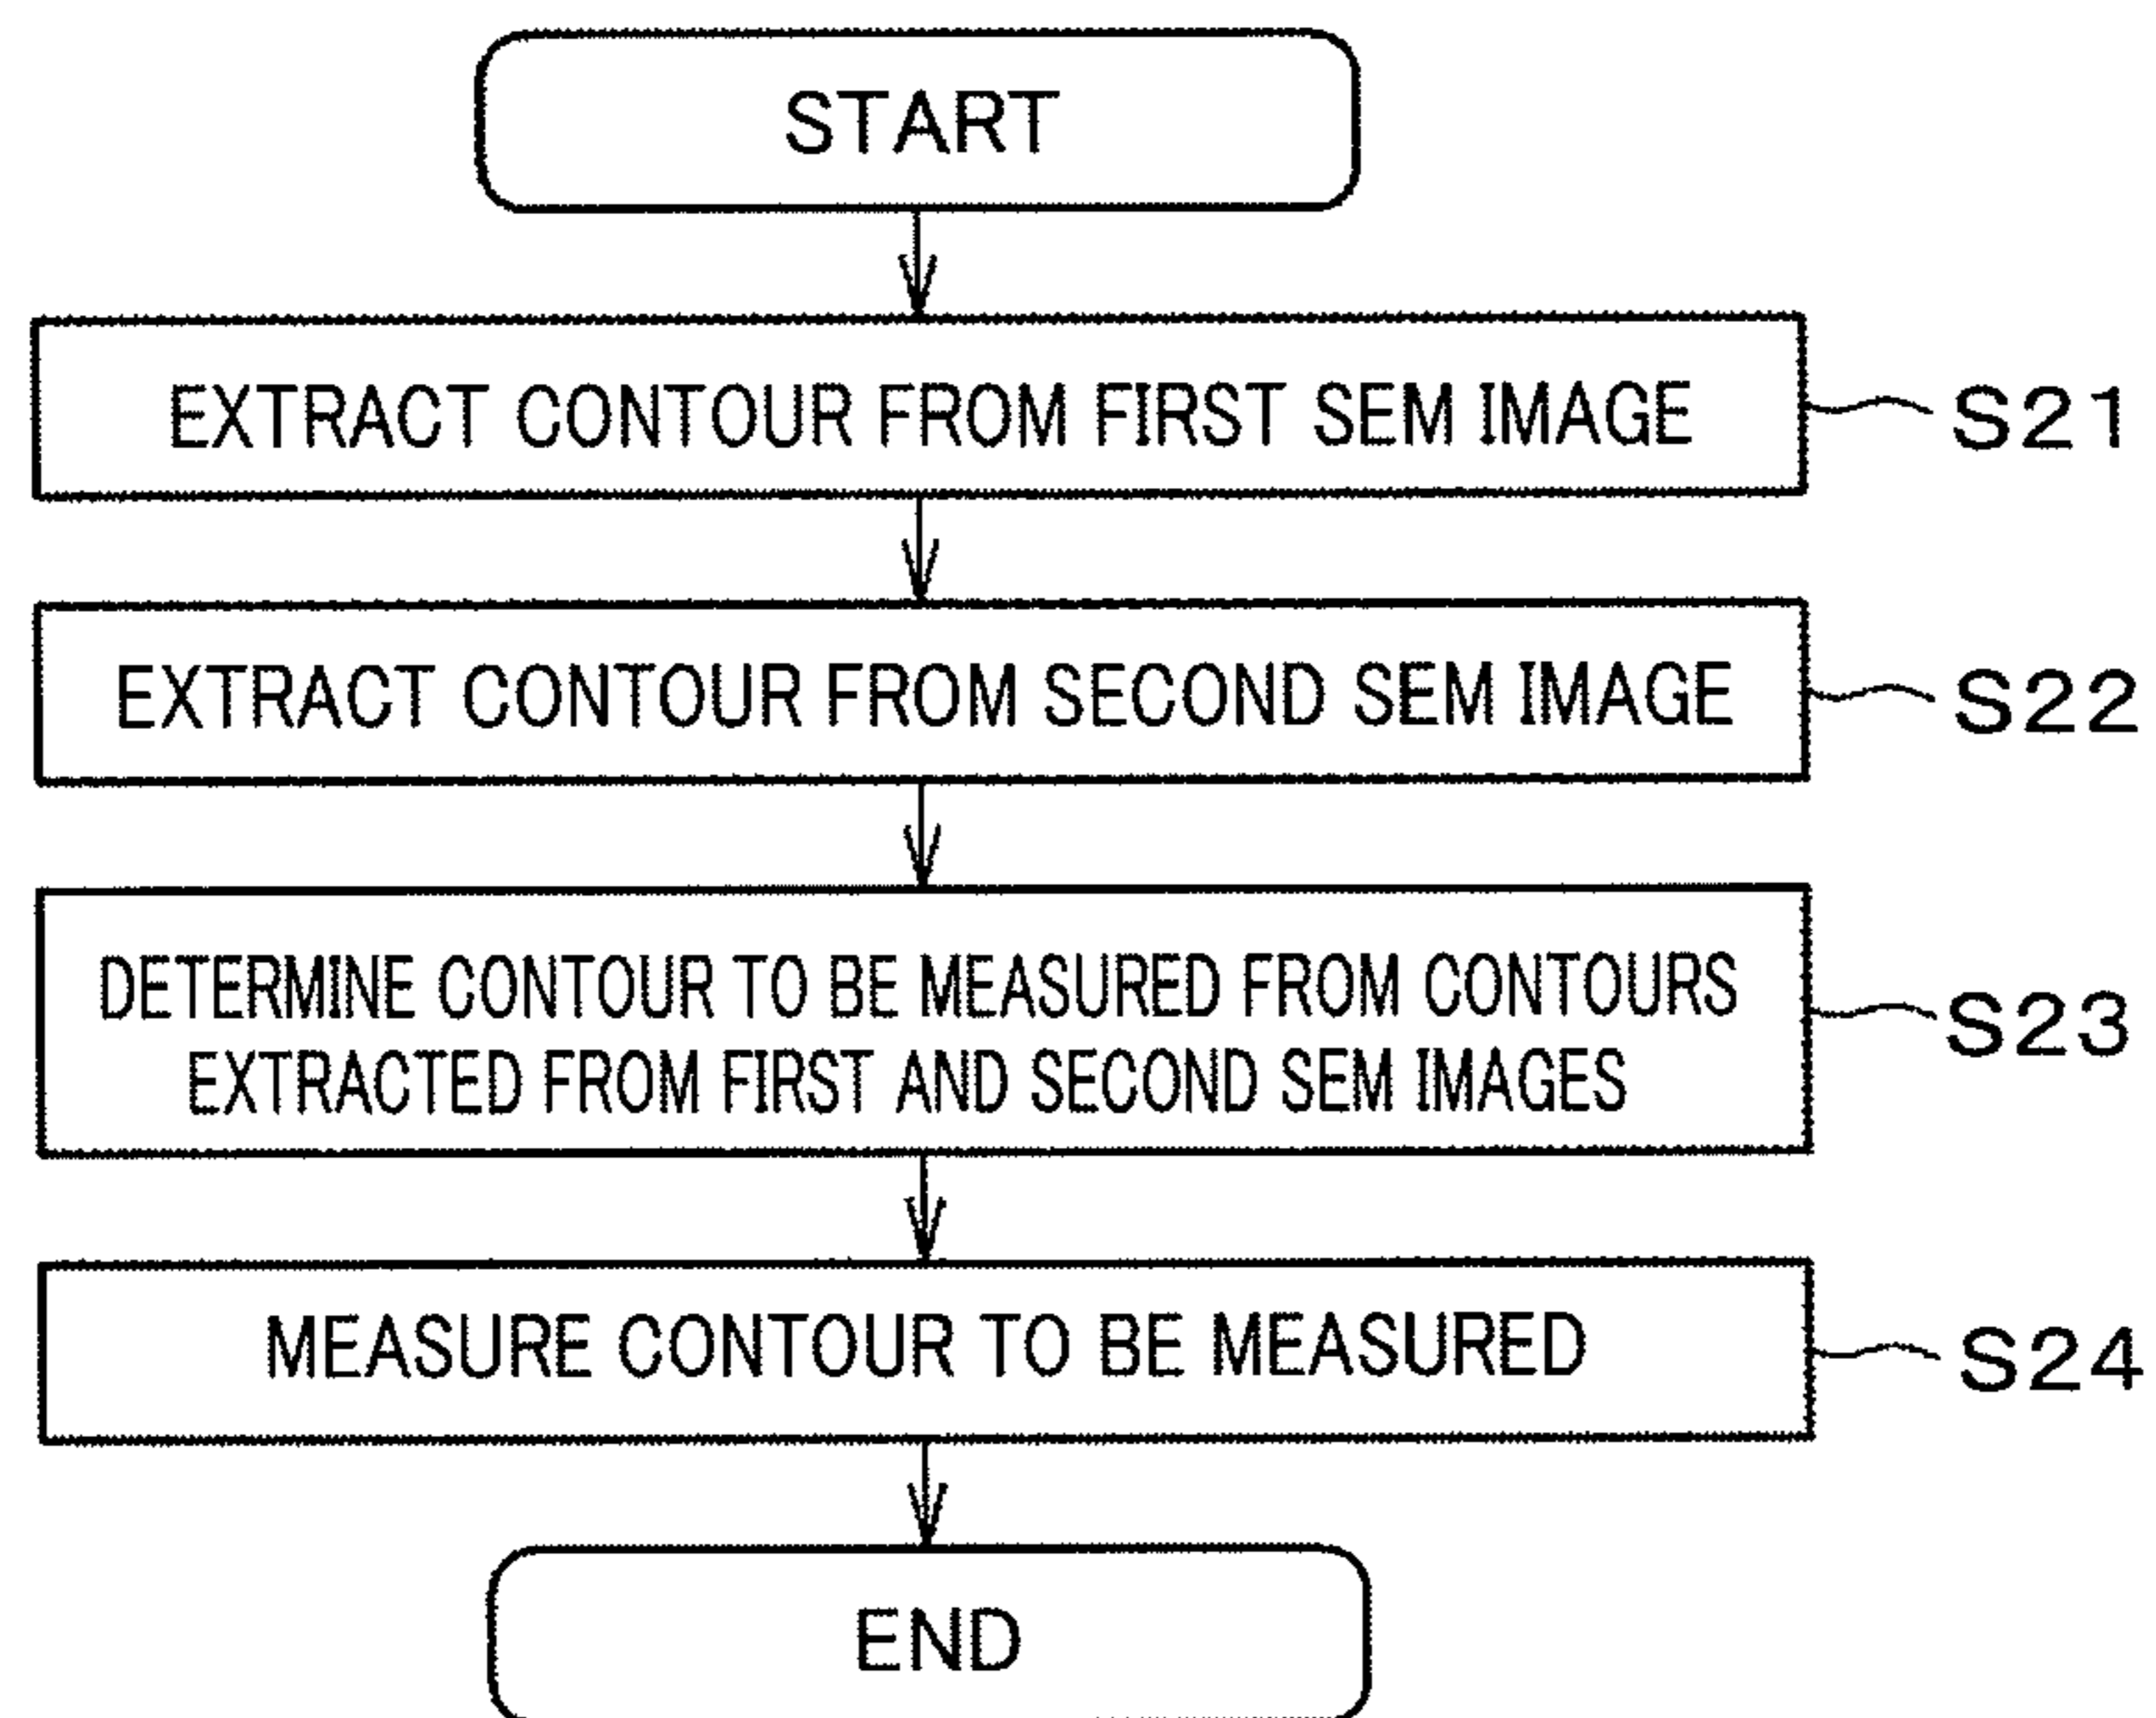 START
EXTRACT CONTOUR FROM FIRST SEM IMAGE
S21
EXTRACT CONTOUR FROM SECOND SEM IMAGE
S22
DETERMINE CONTOUR TO BE MEASURED FROM CONTOURS
EXTRACTED FROM FIRST AND SECOND SEM IMAGES
S23
MEASURE CONTOUR TO BE MEASURED
S24
END